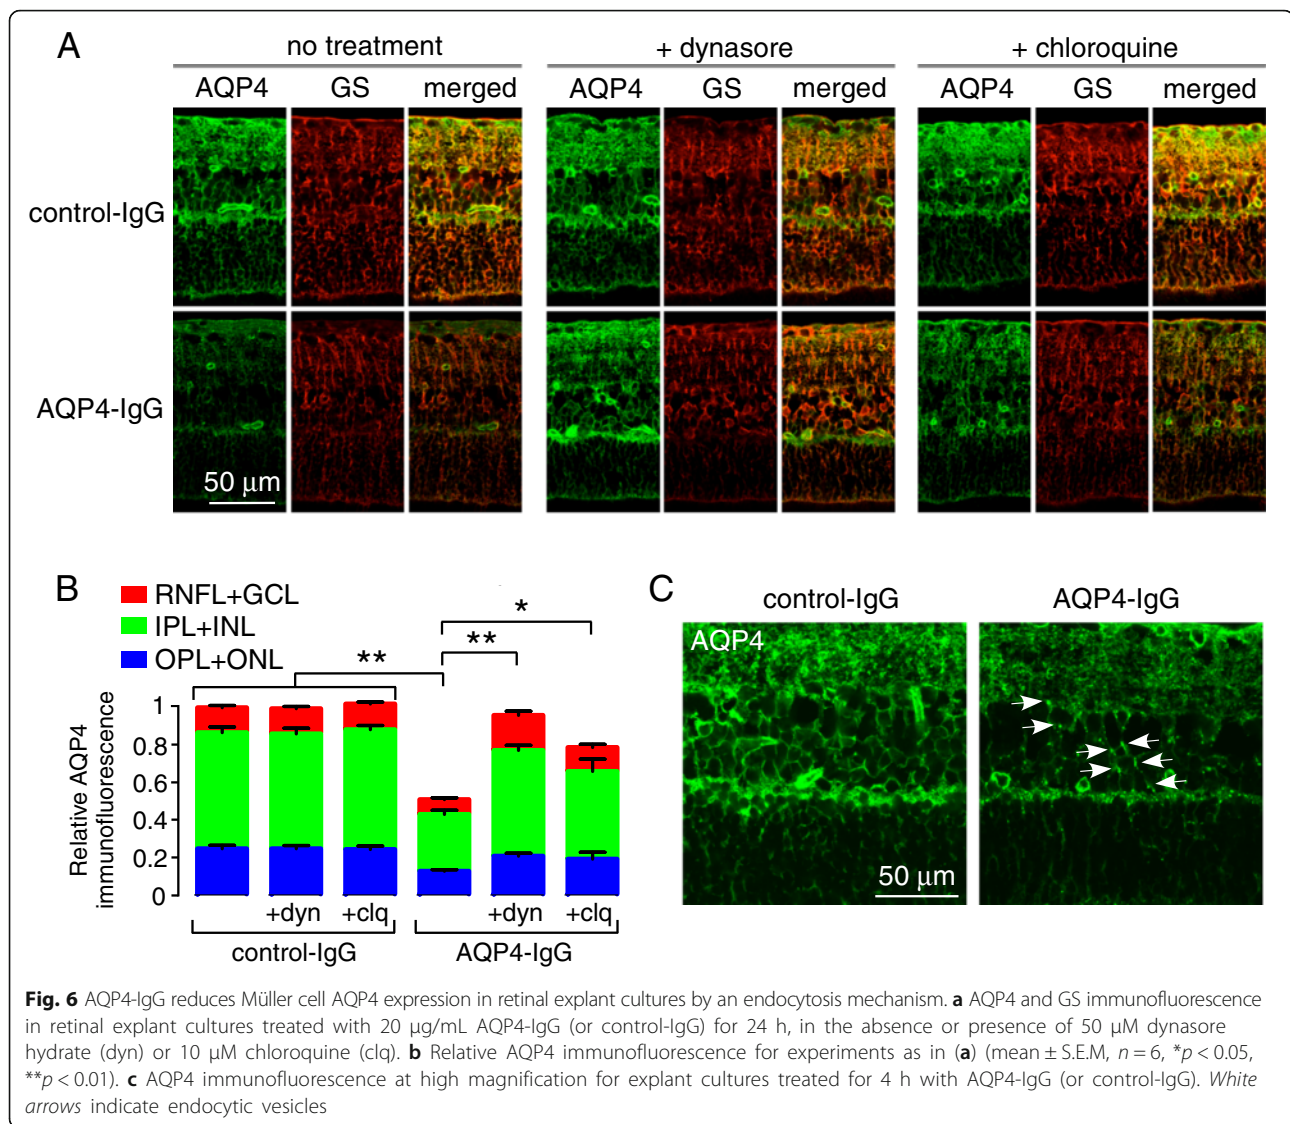 A
no treatment
+ dynasore
+ chloroquine
AQP4 GS merged AQP4 GS merged AQP4 GS merged
control-IgG
AQP4-IgG
50 μm
B
RNFL+GCL
IPL+INL
OPL+ONL
Relative AQP4
immunofluorescence
1
0.8
0.6
0.4
0.2
0
**
**
*
+dyn +clq +dyn +clq
control-IgG AQP4-IgG
C
control-IgG AQP4-IgG
AQP4
50 μm
Fig. 6 AQP4-IgG reduces Müller cell AQP4 expression in retinal explant cultures by an endocytosis mechanism. a AQP4 and GS immunofluorescence
in retinal explant cultures treated with 20 μg/mL AQP4-IgG (or control-IgG) for 24 h, in the absence or presence of 50 μM dynasore
hydrate (dyn) or 10 μM chloroquine (clq). b Relative AQP4 immunofluorescence for experiments as in (a) (mean ± S.E.M, n = 6, *p < 0.05,
**p < 0.01). c AQP4 immunofluorescence at high magnification for explant cultures treated for 4 h with AQP4-IgG (or control-IgG). White
arrows indicate endocytic vesicles